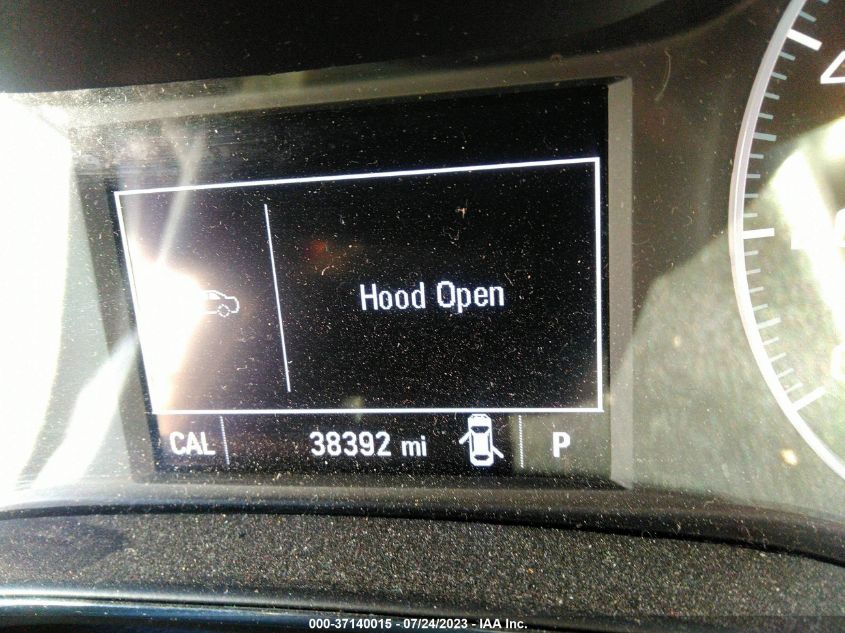 Hood Open
CAL 38392 mi P
000-37140015 - 07/24/2023 - IAA Inc.